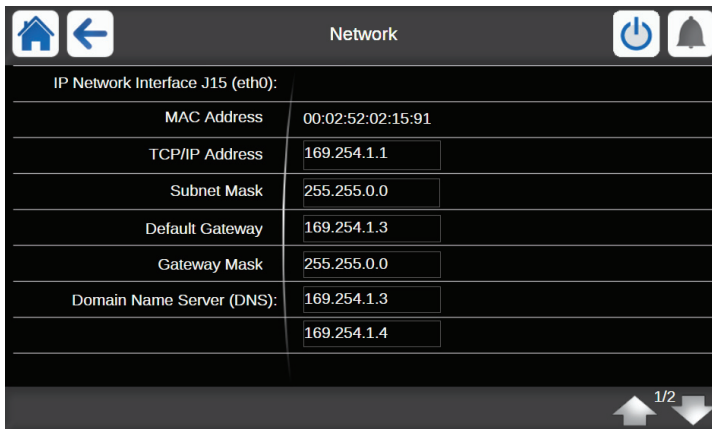 Network
IP Network Interface J15 (eth0):
MAC Address 00:02:52:02:15:91
TCP/IP Address 169.254.1.1
Subnet Mask 255.255.0.0
Default Gateway 169.254.1.3
Gateway Mask 255.255.0.0
Domain Name Server (DNS): 169.254.1.3
169.254.1.4
1/2